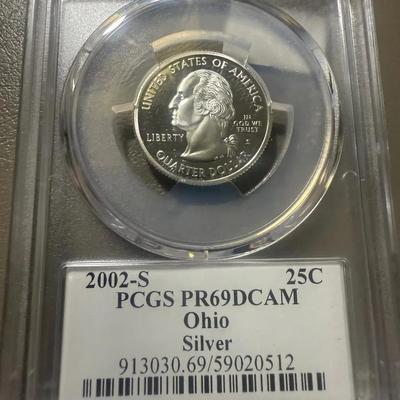 UNITED STATES OF AMERICA
LIBERTY
IN
GOD WE
TRUST
S
QUARTER DOLLAR
2002-S 25C
PCGS PR69DCAM
Ohio
Silver
913030.69/59020512